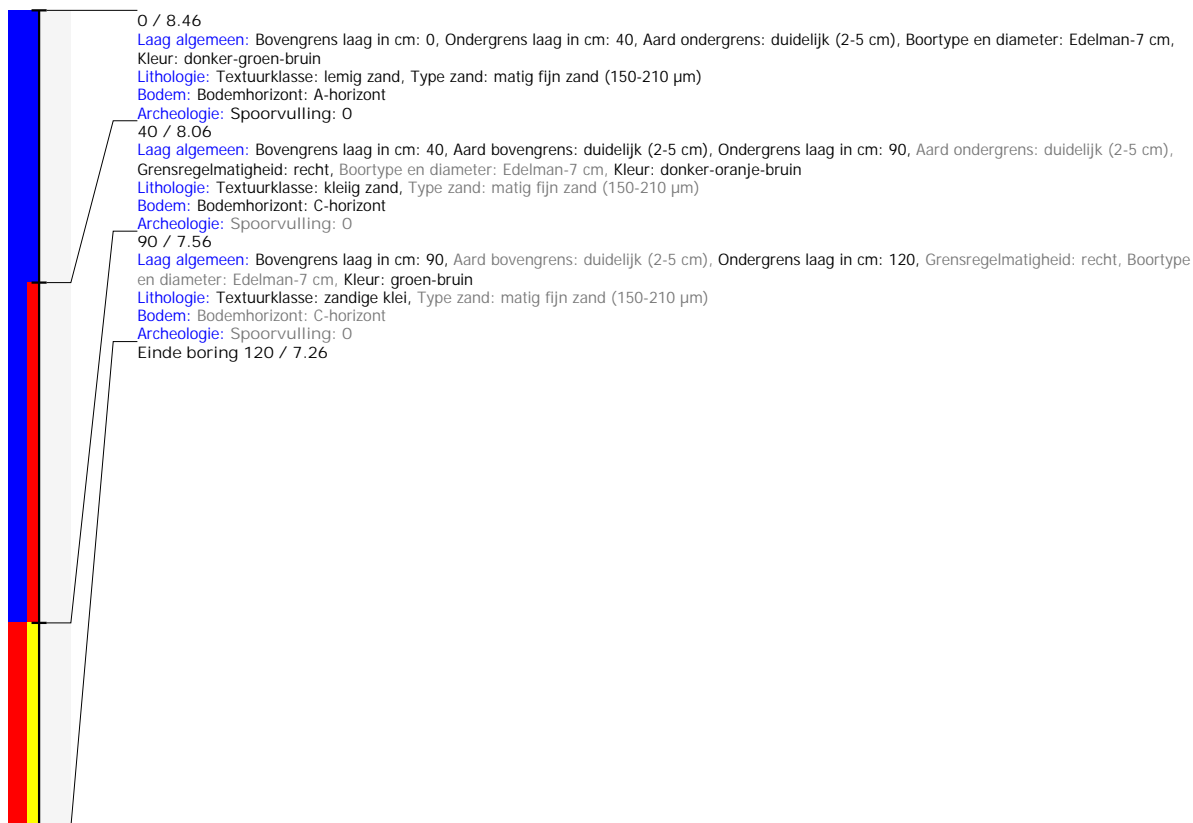 0 / 8.46
Laag algemeen: Bovengrens laag in cm: 0, Ondergrens laag in cm: 40, Aard ondergrens: duidelijk (2-5 cm), Boortype en diameter: Edelman-7 cm,
Kleur: donker-groen-bruin
Lithologie: Textuurklasse: lemig zand, Type zand: matig fijn zand (150-210 µm)
Bodem: Bodemhorizont: A-horizont
Archeologie: Spoorvulling: 0
40 / 8.06
Laag algemeen: Bovengrens laag in cm: 40, Aard bovengrens: duidelijk (2-5 cm), Ondergrens laag in cm: 90, Aard ondergrens: duidelijk (2-5 cm),
Grensregelmatigheid: recht, Boortype en diameter: Edelman-7 cm, Kleur: donker-oranje-bruin
Lithologie: Textuurklasse: kleiig zand, Type zand: matig fijn zand (150-210 µm)
Bodem: Bodemhorizont: C-horizont
Archeologie: Spoorvulling: 0
90 / 7.56
Laag algemeen: Bovengrens laag in cm: 90, Aard bovengrens: duidelijk (2-5 cm), Ondergrens laag in cm: 120, Grensregelmatigheid: recht, Boortype
en diameter: Edelman-7 cm, Kleur: groen-bruin
Lithologie: Textuurklasse: zandige klei, Type zand: matig fijn zand (150-210 µm)
Bodem: Bodemhorizont: C-horizont
Archeologie: Spoorvulling: 0
Einde boring 120 / 7.26